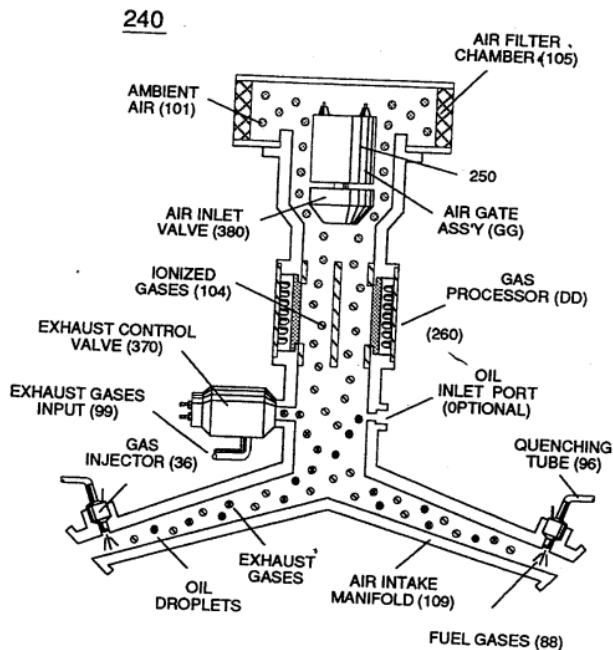 240
AIR FILTER
CHAMBER (105)
AMBIENT
AIR (101)
250
AIR INLET
VALVE (380)
AIR GATE
ASS'Y (GG)
IONIZED
GASES (104)
GAS
PROCESSOR (DD)
EXHAUST CONTROL
VALVE (370)
(260)
OIL
INLET PORT
(OPTIONAL)
EXHAUST GASES
INPUT (99)
GAS
INJECTOR (36)
QUENCHING
TUBE (96)
EXHAUST
GASES
OIL
DROPLETS
AIR INTAKE
MANIFOLD (109)
FUEL GASES (88)